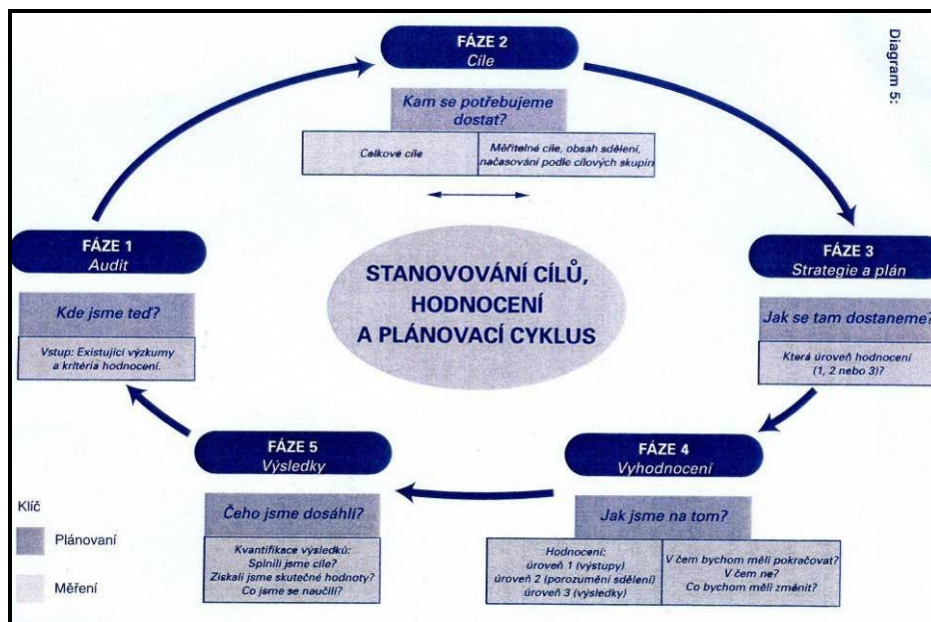 Diagram 5:
FÁZE 2
Cíle
Kam se potřebujeme
dostat?
Celkové cíle
Měřitelné cíle, obsah sdělení,
načasování podle cílových skupin
FÁZE 1
Audit
Kde jsme teď?
Vstup: Existující výzkumy
a kritéria hodnocení.
STANOVOVÁNÍ CÍLŮ,
HODNOCENÍ
A PLÁNOVACÍ CYKLUS
FÁZE 3
Strategie a plán
Jak se tam dostaneme?
Která úroveň hodnocení
(1, 2 nebo 3)?
FÁZE 4
Vyhodnocení
Jak jsme na tom?
Hodnocení:
úroveň 1 (výstupy)
úroveň 2 (porozumění sdělení)
úroveň 3 (výsledky)
V čem bychom měli pokračovat?
V čem ne?
Co bychom měli změnit?
FÁZE 5
Výsledky
Čeho jsme dosáhli?
Kvantifikace výsledků:
Splnili jsme cíle?
Získali jsme skutečné hodnoty?
Co jsme se naučili?
Klíč
Plánovaní
Měření